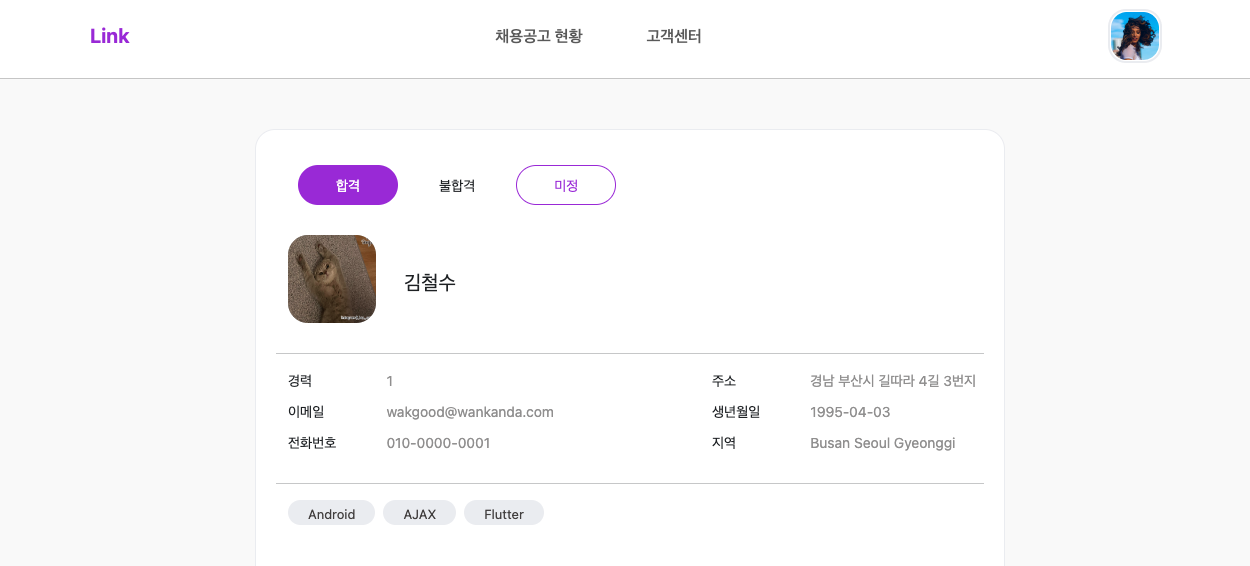 Link 채용공고 현황 고객센터
합격 불합격 미정
김철수
경력 1 주소 경남 부산시 길따라 4길 3번지
이메일 wakgood@wankanda.com 생년월일 1995-04-03
전화번호 010-0000-0001 지역 Busan Seoul Gyeonggi
Android AJAX Flutter